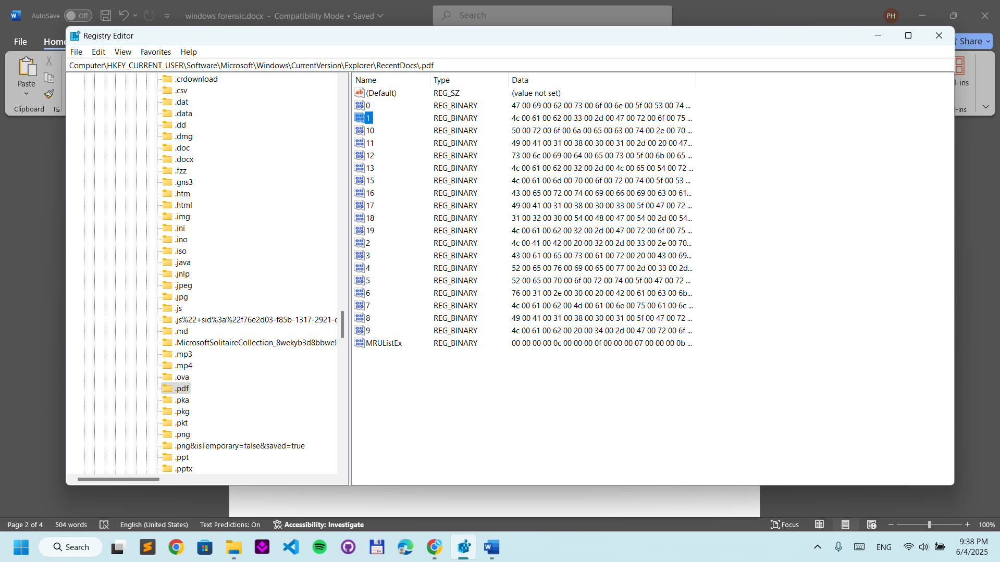 AutoSave Off windows forensic.docx - Compatibility Mode • Saved Search PH
File Home Share
Registry Editor
File Edit View Favorites Help
Computer\HKEY_CURRENT_USER\Software\Microsoft\Windows\CurrentVersion\Explorer\RecentDocs\.pdf
Paste
Clipboard
d-ins
d-ins
.crdownload
.csv
.dat
.data
.dd
.dmg
.doc
.docx
.fzz
.gns3
.htm
.html
.img
.ini
.ino
.iso
.java
.jnlp
.jpeg
.jpg
.js
.js%22+sid%3a%22f76e2d03-f85b-1317-2921-c
.md
.MicrosoftSolitaireCollection_8wekyb3d8bbwe!
.mp3
.mp4
.ova
.pdf
.pka
.pkg
.pkt
.png
.png&isTemporary=false&saved=true
.ppt
.pptx
Name Type Data
(Default) REG_SZ (value not set)
0 REG_BINARY 47 00 69 00 62 00 73 00 6f 00 6e 00 5f 00 53 00 74 ...
1 REG_BINARY 4c 00 61 00 62 00 33 00 2d 00 47 00 72 00 6f 00 75 ...
10 REG_BINARY 50 00 72 00 6f 00 6a 00 65 00 63 00 74 00 2e 00 70 ...
11 REG_BINARY 49 00 41 00 31 00 38 00 30 00 31 00 2d 00 20 00 47...
12 REG_BINARY 73 00 6c 00 69 00 64 00 65 00 73 00 5f 00 6b 00 65 ...
13 REG_BINARY 4c 00 61 00 62 00 32 00 2d 00 4c 00 65 00 54 00 72 ...
15 REG_BINARY 4c 00 61 00 6d 00 70 00 6f 00 72 00 74 00 5f 00 53 ...
16 REG_BINARY 43 00 65 00 72 00 74 00 69 00 66 00 69 00 63 00 61...
17 REG_BINARY 49 00 41 00 31 00 38 00 30 00 33 00 5f 00 47 00 72 ...
18 REG_BINARY 31 00 32 00 30 00 54 00 48 00 47 00 54 00 2d 00 54...
19 REG_BINARY 4c 00 61 00 62 00 32 00 2d 00 47 00 72 00 6f 00 75 ...
2 REG_BINARY 4c 00 41 00 42 00 20 00 32 00 2d 00 33 00 2e 00 70...
3 REG_BINARY 43 00 61 00 65 00 73 00 61 00 72 00 20 00 43 00 69...
4 REG_BINARY 52 00 65 00 76 00 69 00 65 00 77 00 2d 00 33 00 2d...
5 REG_BINARY 52 00 65 00 70 00 6f 00 72 00 74 00 5f 00 47 00 72 ...
6 REG_BINARY 76 00 31 00 2e 00 30 00 20 00 42 00 61 00 63 00 6b...
7 REG_BINARY 4c 00 61 00 62 00 4d 00 61 00 6e 00 75 00 61 00 6c ...
8 REG_BINARY 49 00 41 00 31 00 38 00 30 00 31 00 5f 00 47 00 72 ...
9 REG_BINARY 4c 00 61 00 62 00 20 00 34 00 2d 00 47 00 72 00 6f ...
MRUListEx REG_BINARY 00 00 00 00 0c 00 00 00 0f 00 00 00 07 00 00 00 0b ...
Page 2 of 4 504 words English (United States) Text Predictions: On Accessibility: Investigate Focus 100%
Search ENG 9:38 PM
6/4/2025